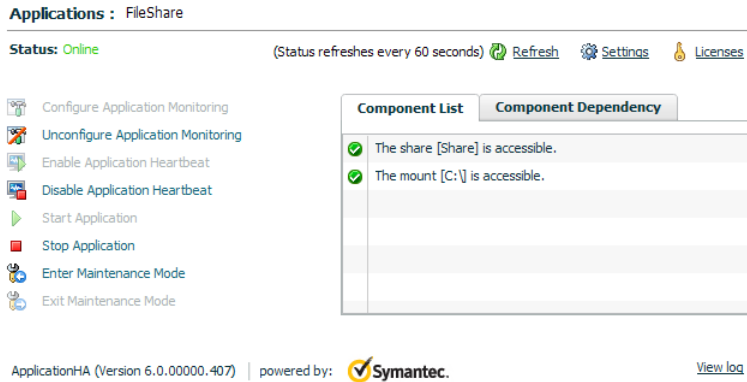 Applications : FileShare
Status: Online
(Status refreshes every 60 seconds) Refresh Settings Licenses
Configure Application Monitoring
Unconfigure Application Monitoring
Enable Application Heartbeat
Disable Application Heartbeat
Start Application
Stop Application
Enter Maintenance Mode
Exit Maintenance Mode
Component List Component Dependency
The share [Share] is accessible.
The mount [C:\] is accessible.
ApplicationHA (Version 6.0.00000.407) powered by: Symantec. View log